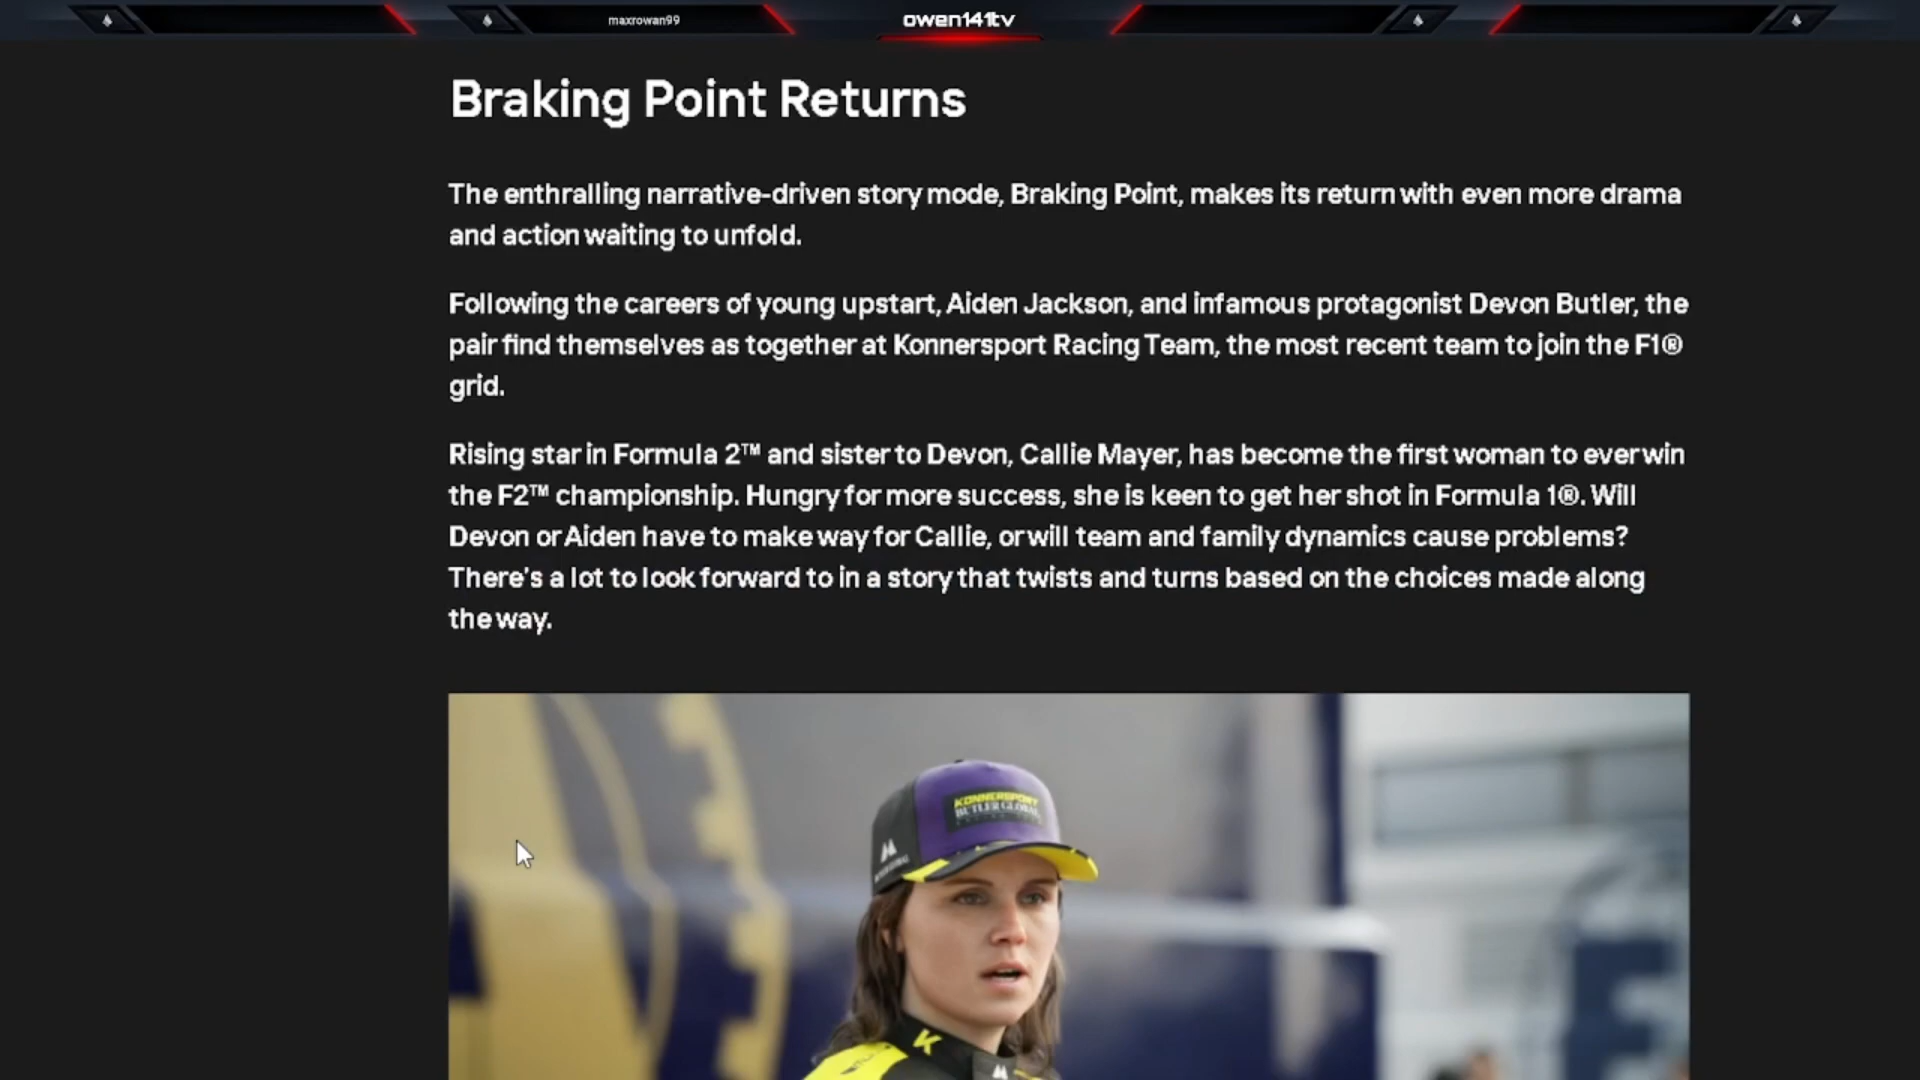 maxrowan99
owen141tv
Braking Point Returns
The enthralling narrative-driven story mode, Braking Point, makes its return with even more drama
and action waiting to unfold.
Following the careers of young upstart, Aiden Jackson, and infamous protagonist Devon Butler, the
pair find themselves as together at Konnersport Racing Team, the most recent team to join the F1®
grid.
Rising star in Formula 2™ and sister to Devon, Callie Mayer, has become the first woman to ever win
the F2™ championship. Hungry for more success, she is keen to get her shot in Formula 1®. Will
Devon or Aiden have to make way for Callie, or will team and family dynamics cause problems?
There's a lot to look forward to in a story that twists and turns based on the choices made along
the way.
KONNERSPORT
BUTLER GLOBAL
K